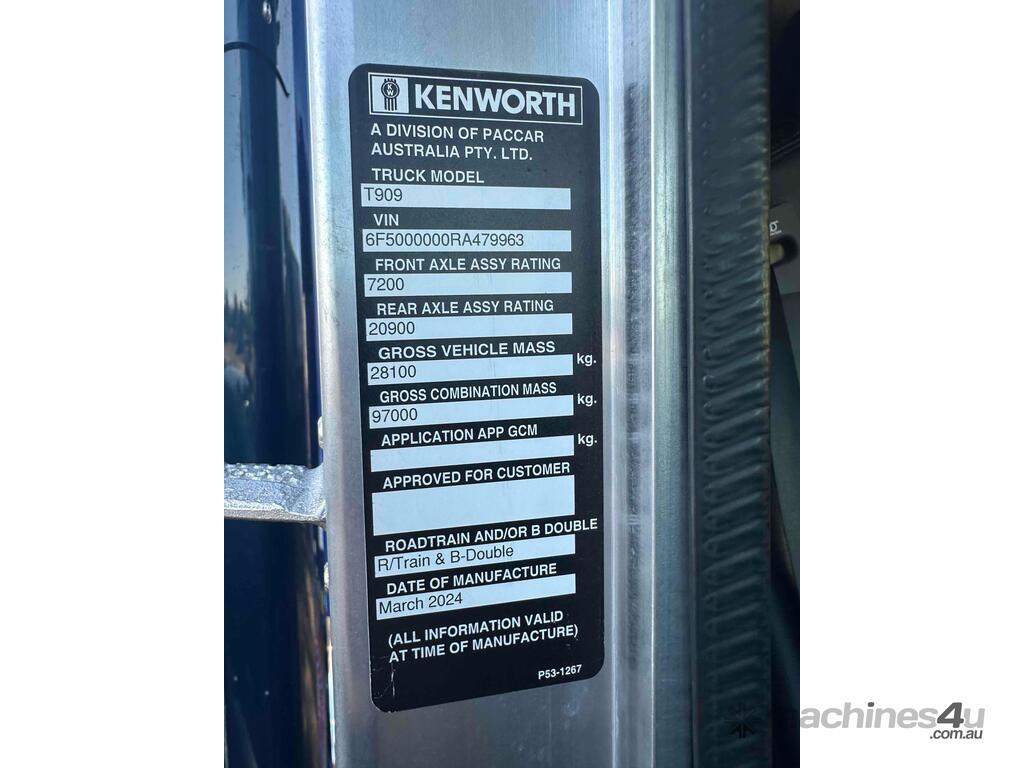 KW KENWORTH
A DIVISION OF PACCAR
AUSTRALIA PTY. LTD.
TRUCK MODEL
T909
VIN
6F5000000RA479963
FRONT AXLE ASSY RATING
7200
REAR AXLE ASSY RATING
20900
GROSS VEHICLE MASS
28100 kg.
GROSS COMBINATION MASS
97000 kg.
APPLICATION APP GCM
kg.
APPROVED FOR CUSTOMER
ROADTRAIN AND/OR B DOUBLE
R/Train & B-Double
DATE OF MANUFACTURE
March 2024
(ALL INFORMATION VALID
AT TIME OF MANUFACTURE)
P53-1267
machines4u
.com.au